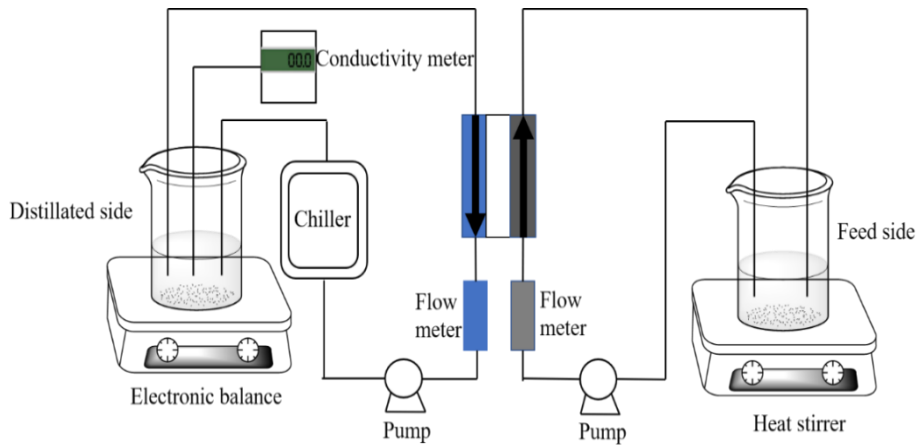 00.0
Conductivity meter
Distillated side
Chiller
Feed side
Flow
meter
Flow
meter
Electronic balance
Pump
Pump
Heat stirrer